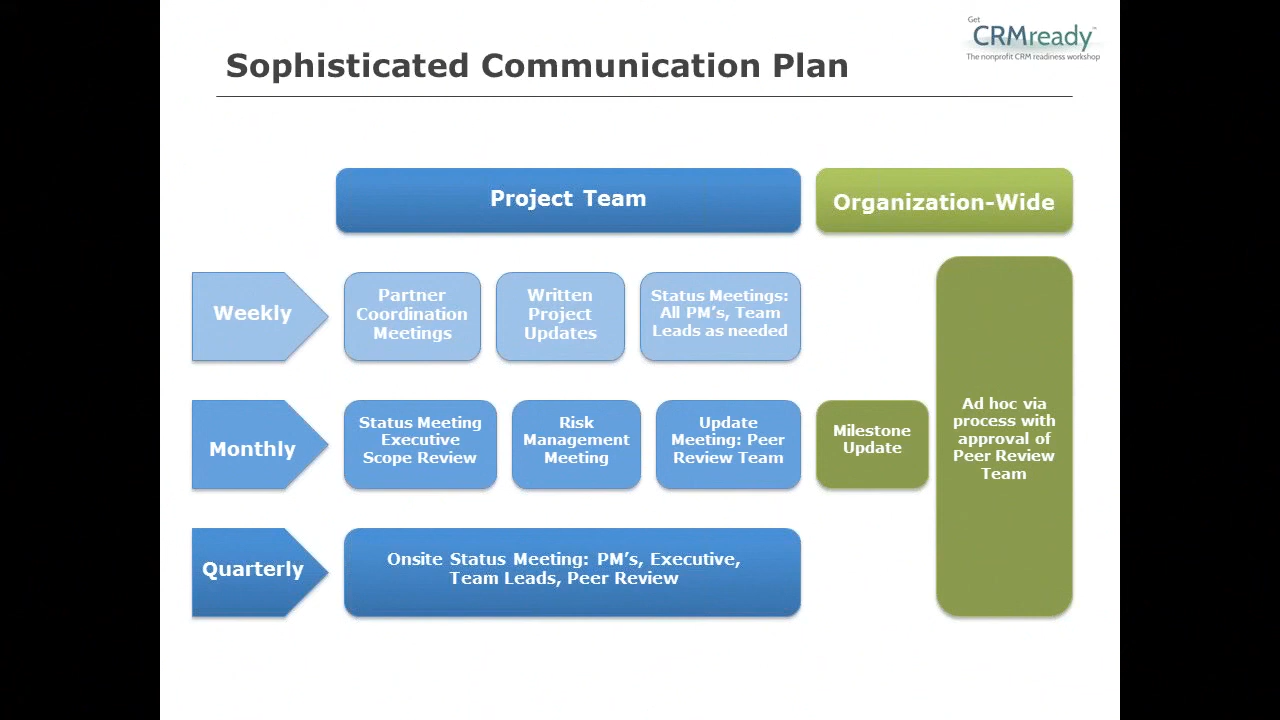 Get
CRMready™
The nonprofit CRM readiness workshop
Sophisticated Communication Plan
Project Team
Organization-Wide
Weekly
Partner
Coordination
Meetings
Written
Project
Updates
Status Meetings:
All PM’s, Team
Leads as needed
Monthly
Status Meeting
Executive
Scope Review
Risk
Management
Meeting
Update
Meeting: Peer
Review Team
Milestone
Update
Ad hoc via
process with
approval of
Peer Review
Team
Quarterly
Onsite Status Meeting: PM’s, Executive,
Team Leads, Peer Review